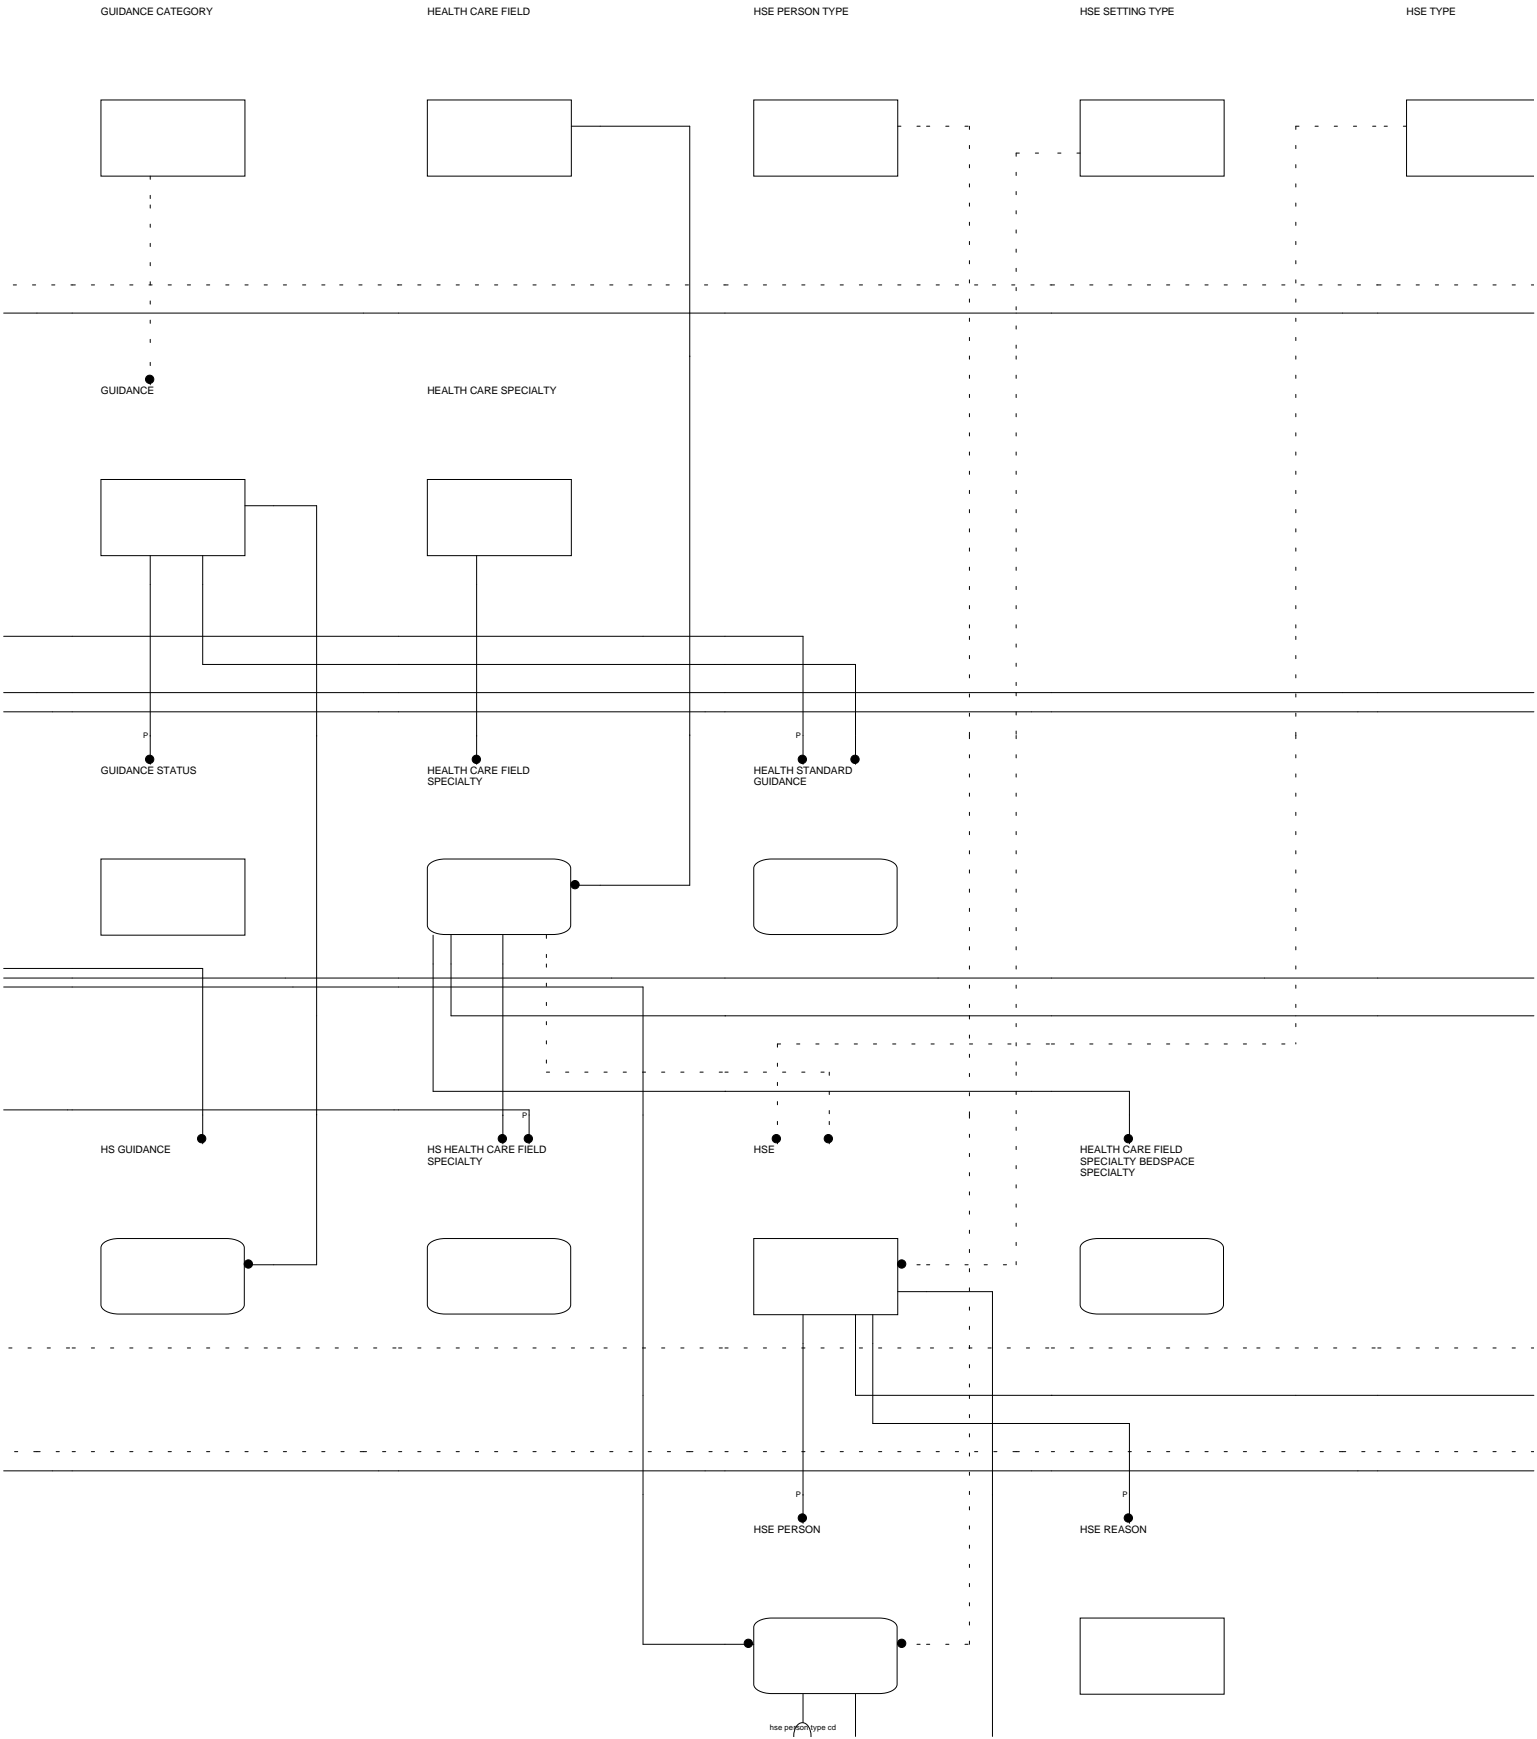 GUIDANCE CATEGORY
HEALTH CARE FIELD
HSE PERSON TYPE
HSE SETTING TYPE
HSE TYPE
GUIDANCE
HEALTH CARE SPECIALTY
P
P
GUIDANCE STATUS
HEALTH CARE FIELD
SPECIALTY
HEALTH STANDARD
GUIDANCE
P
HS GUIDANCE
HS HEALTH CARE FIELD
SPECIALTY
HSE
HEALTH CARE FIELD
SPECIALTY BEDSPACE
SPECIALTY
P
P
HSE PERSON
HSE REASON
hse person type cd